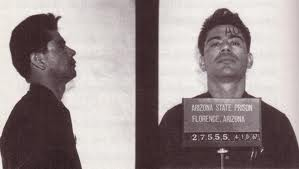 ARIZONA STATE PRISON
FLORENCE, ARIZONA
27555